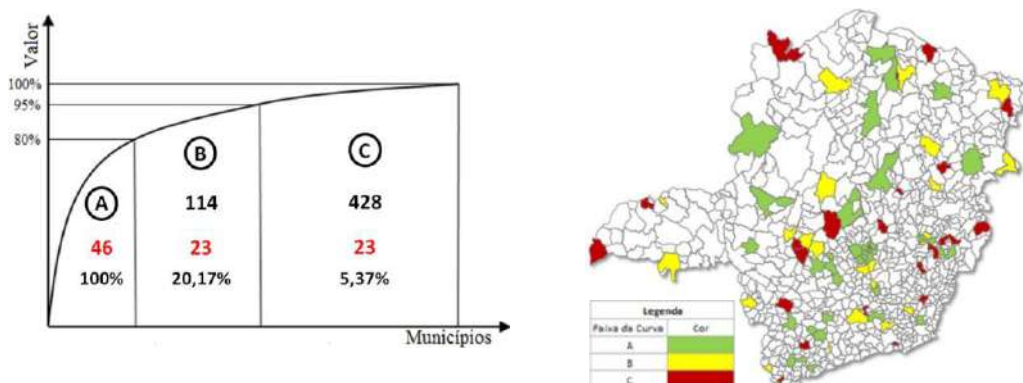 Valor
100%
95%
80%
A
B
C
114
428
46
23
23
100%
20,17%
5,37%
Municípios
Legenda
Faixa da Curva Cor
A
B
C